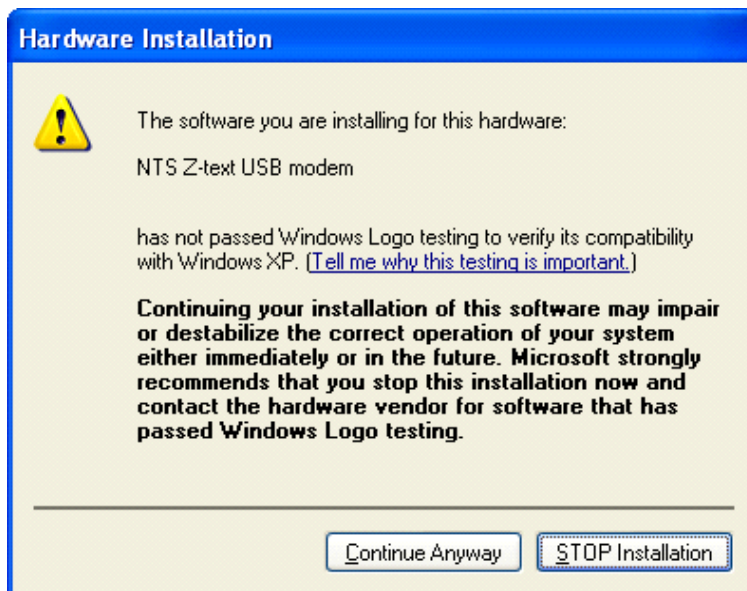 Hardware Installation
The software you are installing for this hardware:
NTS Z-text USB modem
has not passed Windows Logo testing to verify its compatibility
with Windows XP. (Tell me why this testing is important.)
Continuing your installation of this software may impair
or destabilize the correct operation of your system
either immediately or in the future. Microsoft strongly
recommends that you stop this installation now and
contact the hardware vendor for software that has
passed Windows Logo testing.
Continue Anyway STOP Installation